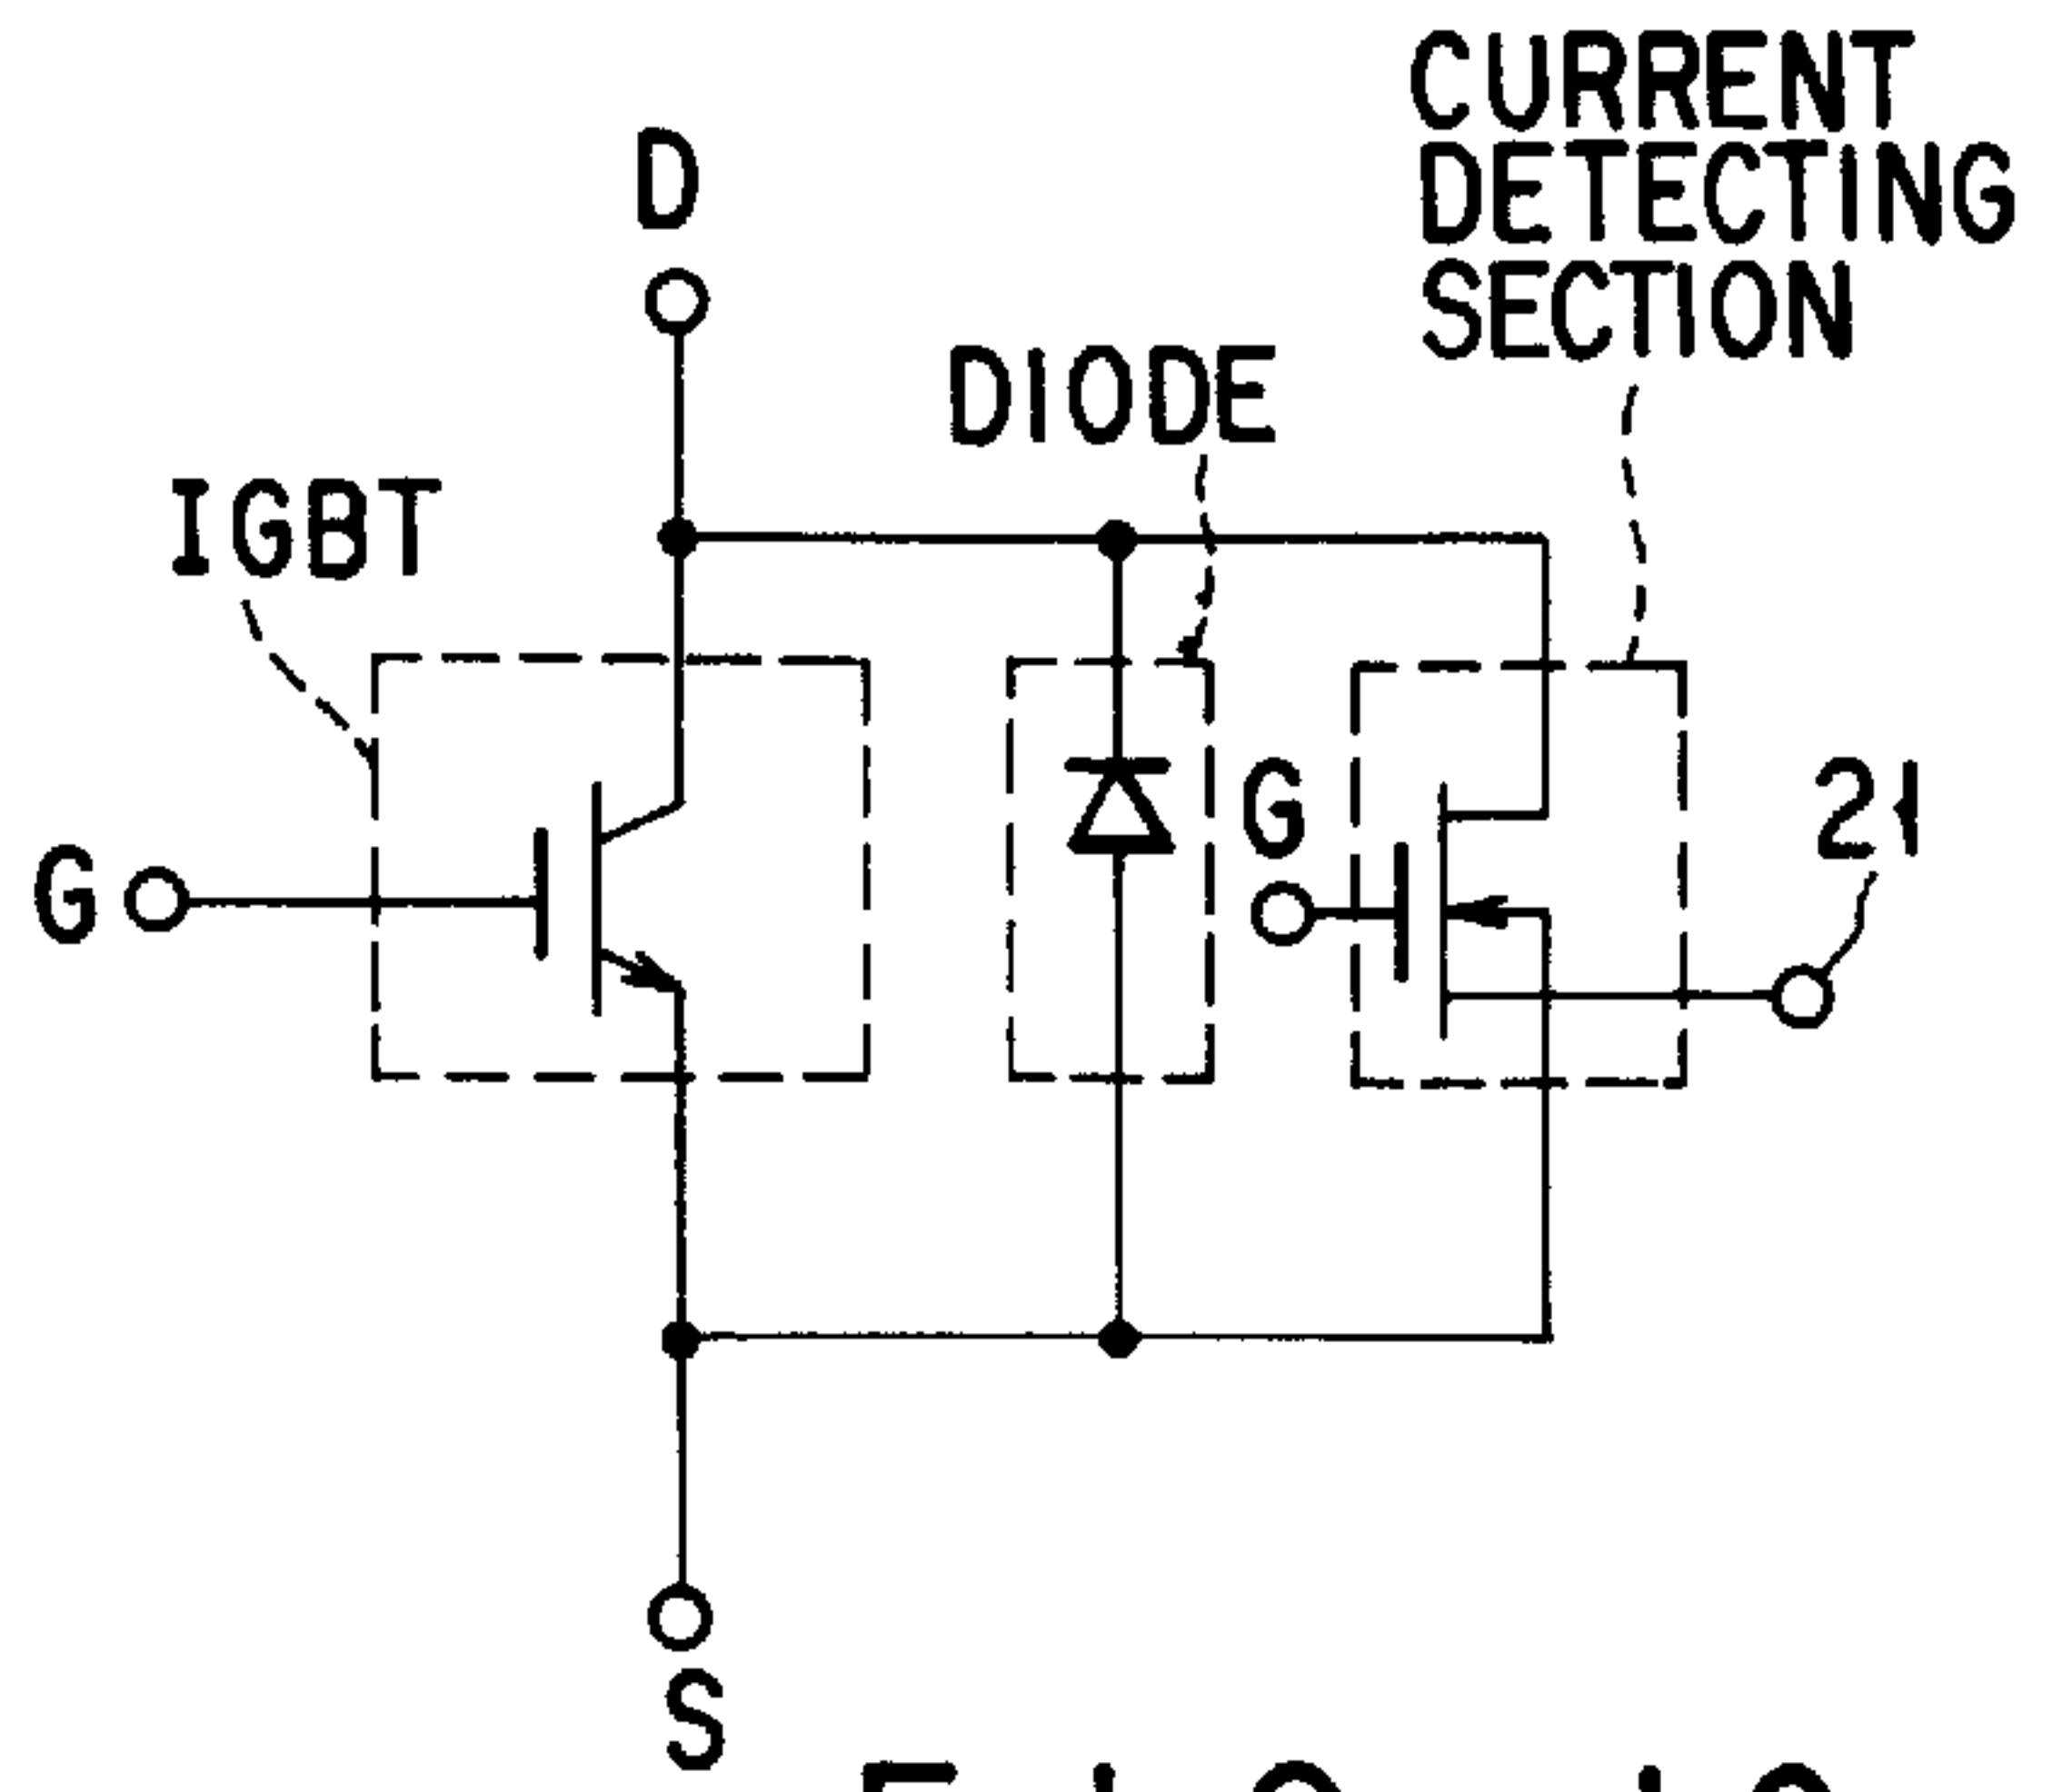 CURRENT
DETECTING
SECTION
D
DIODE
IGBT
G
G
21
S